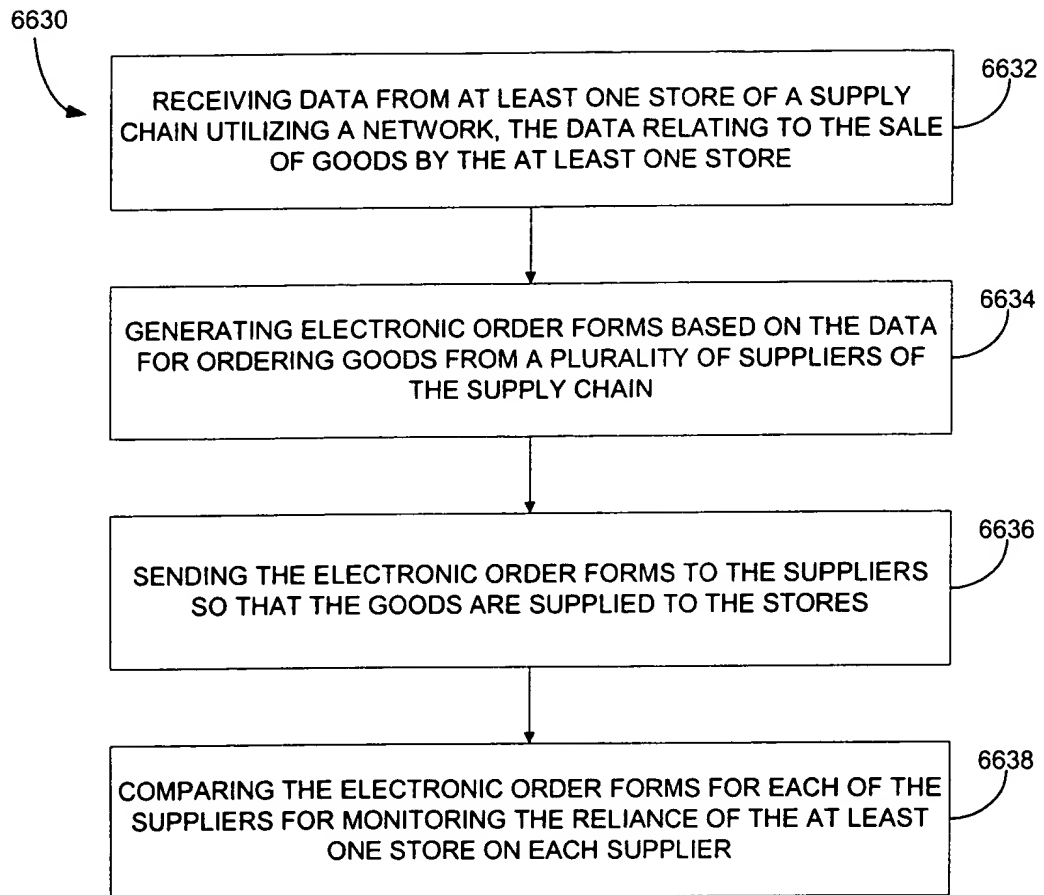 6630
6632
RECEIVING DATA FROM AT LEAST ONE STORE OF A SUPPLY
CHAIN UTILIZING A NETWORK, THE DATA RELATING TO THE SALE
OF GOODS BY THE AT LEAST ONE STORE
6634
GENERATING ELECTRONIC ORDER FORMS BASED ON THE DATA
FOR ORDERING GOODS FROM A PLURALITY OF SUPPLIERS OF
THE SUPPLY CHAIN
6636
SENDING THE ELECTRONIC ORDER FORMS TO THE SUPPLIERS
SO THAT THE GOODS ARE SUPPLIED TO THE STORES
6638
COMPARING THE ELECTRONIC ORDER FORMS FOR EACH OF THE
SUPPLIERS FOR MONITORING THE RELIANCE OF THE AT LEAST
ONE STORE ON EACH SUPPLIER